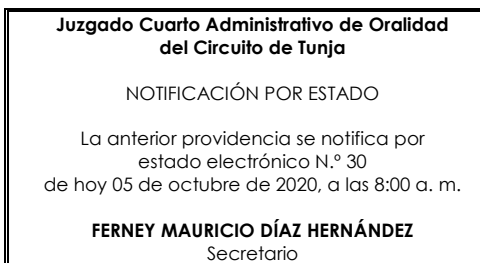 Juzgado Cuarto Administrativo de Oralidad
del Circuito de Tunja
NOTIFICACIÓN POR ESTADO
La anterior providencia se notifica por
estado electrónico N.º 30
de hoy 05 de octubre de 2020, a las 8:00 a. m.
FERNEY MAURICIO DÍAZ HERNÁNDEZ
Secretario